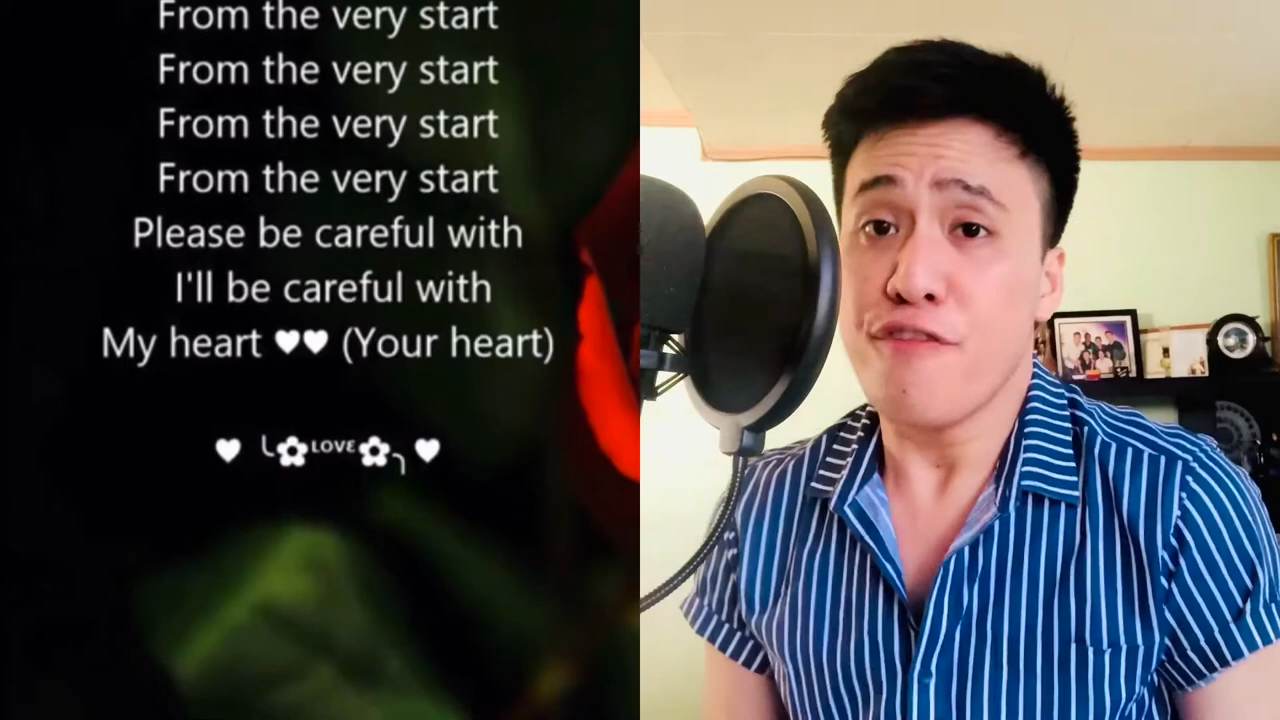 From the very start
From the very start
From the very start
From the very start
Please be careful with
I'll be careful with
My heart ♥♥ (Your heart)
♥ ╰✿ᴸᴼⱽᴱ✿╮ ♥